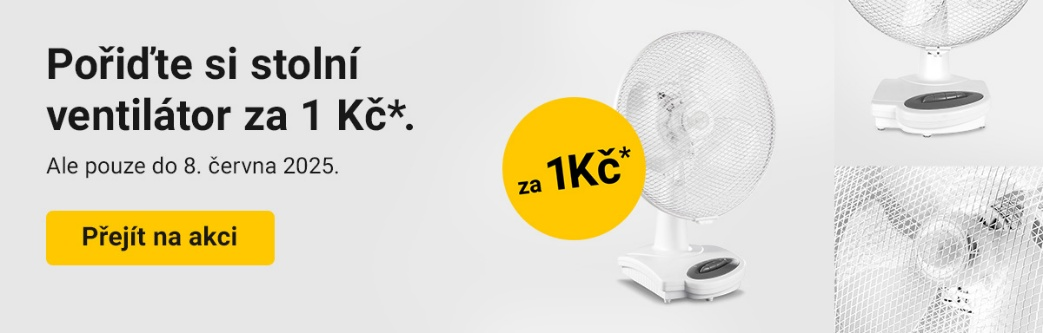 Pořiďte si stolní
ventilátor za 1 Kč*.
Ale pouze do 8. června 2025.
Přejít na akci
za 1Kč*